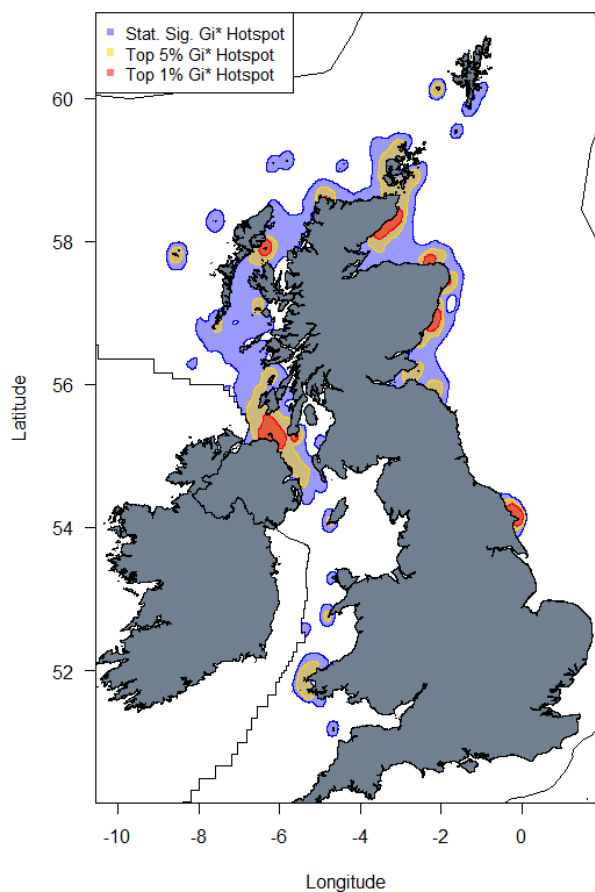 Stat. Sig. Gi* Hotspot
Top 5% Gi* Hotspot
Top 1% Gi* Hotspot
60
58
56
54
52
Latitude
-10 -8 -6 -4 -2 0
Longitude